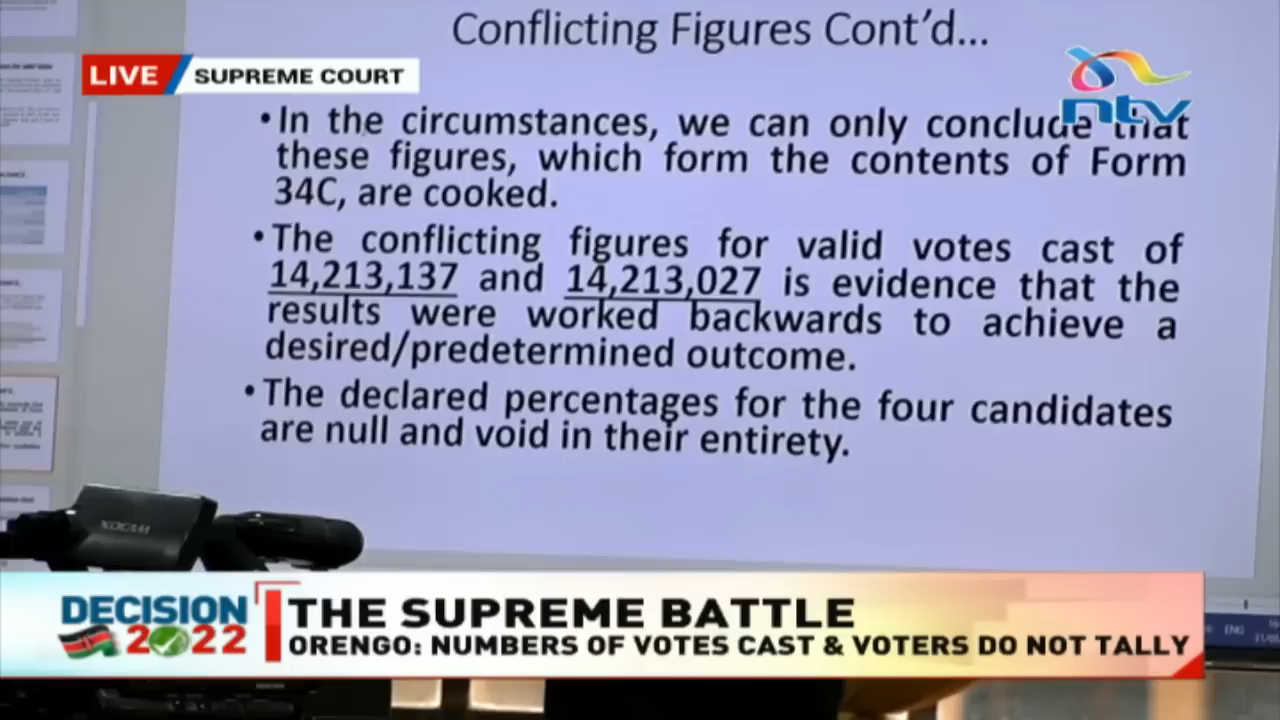 Conflicting Figures Cont'd...
LIVE SUPREME COURT
ntv
•In the circumstances, we can only conclude that
these figures, which form the contents of Form
34C, are cooked.
•The conflicting figures for valid votes cast of
14,213,137 and 14,213,027 is evidence that the
results were worked backwards to achieve a
desired/predetermined outcome.
•The declared percentages for the four candidates
are null and void in their entirety.
DECISION
2022
THE SUPREME BATTLE
ORENGO: NUMBERS OF VOTES CAST & VOTERS DO NOT TALLY
ENG